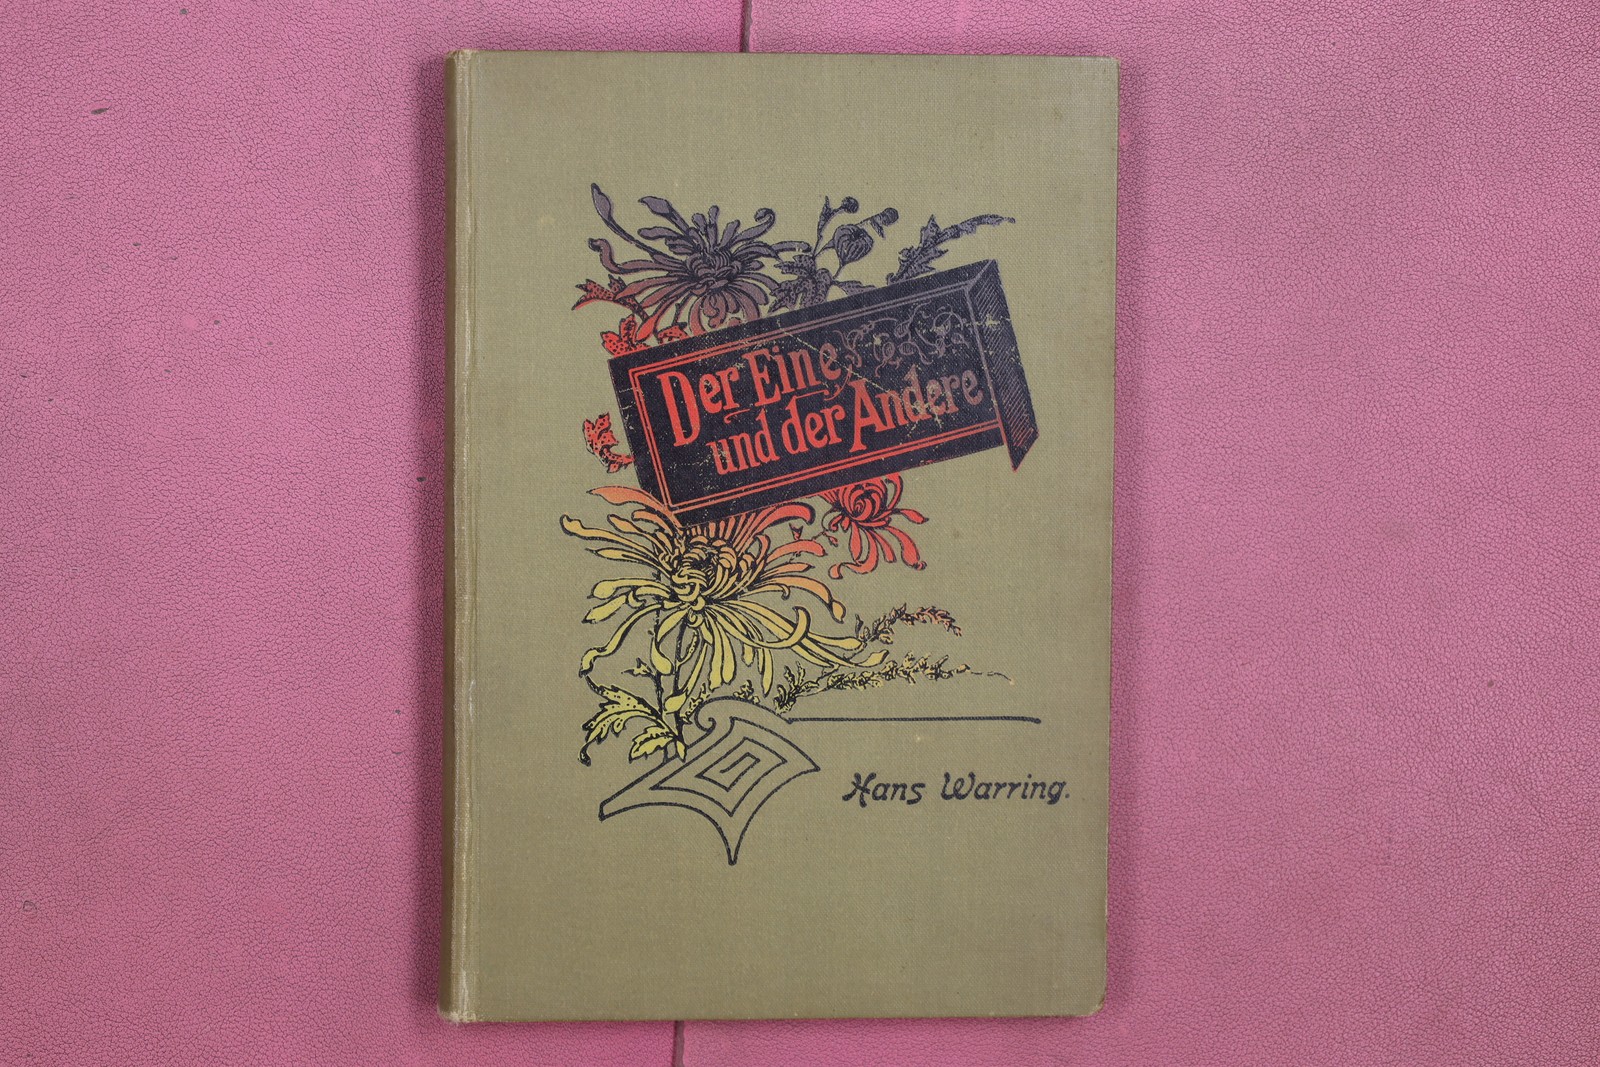 Der Eine
und der Andere
Hans Warring.